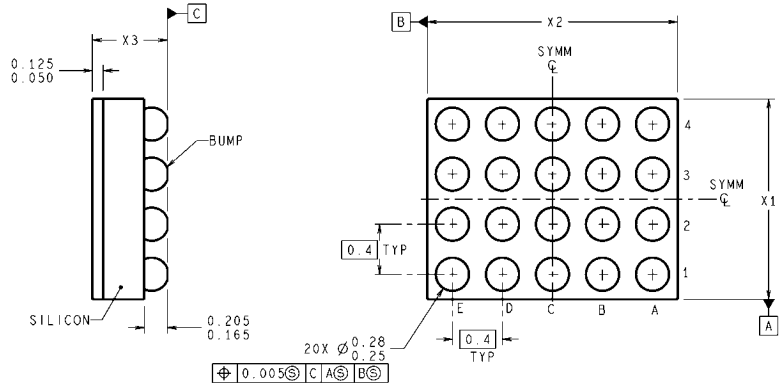 X3
C
0.125
0.050
BUMP
SILICON
0.205
0.165
B
X2
SYMM
℄
4
3
SYMM
℄
X1
2
0.4 TYP
1
E D C B A
A
20X Ø 0.28
0.25
0.4
TYP
⌖ 0.005Ⓢ C AⓈ BⓈ